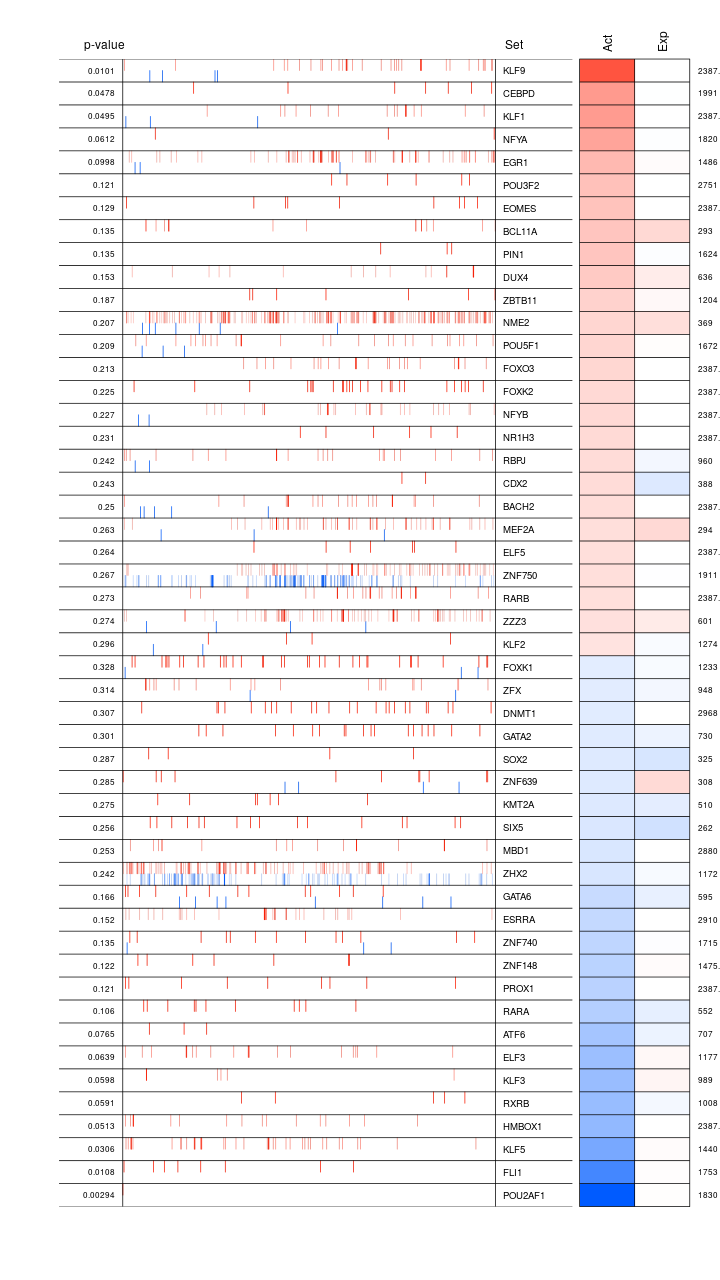 p-value Set Act Exp
0.0101 KLF9 2387.
0.0478 CEBPD 1991
0.0495 KLF1 2387.
0.0612 NFYA 1820
0.0998 EGR1 1486
0.121 POU3F2 2751
0.129 EOMES 2387.
0.135 BCL11A 293
0.135 PIN1 1624
0.153 DUX4 636
0.187 ZBTB11 1204
0.207 NME2 369
0.209 POU5F1 1672
0.213 FOXO3 2387.
0.225 FOXK2 2387.
0.227 NFYB 2387.
0.231 NR1H3 2387.
0.242 RBPJ 960
0.243 CDX2 388
0.25 BACH2 2387.
0.263 MEF2A 294
0.264 ELF5 2387.
0.267 ZNF750 1911
0.273 RARB 2387.
0.274 ZZZ3 601
0.296 KLF2 1274
0.328 FOXK1 1233
0.314 ZFX 948
0.307 DNMT1 2968
0.301 GATA2 730
0.287 SOX2 325
0.285 ZNF639 308
0.275 KMT2A 510
0.256 SIX5 262
0.253 MBD1 2880
0.242 ZHX2 1172
0.166 GATA6 595
0.152 ESRRA 2910
0.135 ZNF740 1715
0.122 ZNF148 1475.
0.121 PROX1 2387.
0.106 RARA 552
0.0765 ATF6 707
0.0639 ELF3 1177
0.0598 KLF3 989
0.0591 RXRB 1008
0.0513 HMBOX1 2387.
0.0306 KLF5 1440
0.0108 FLI1 1753
0.00294 POU2AF1 1830